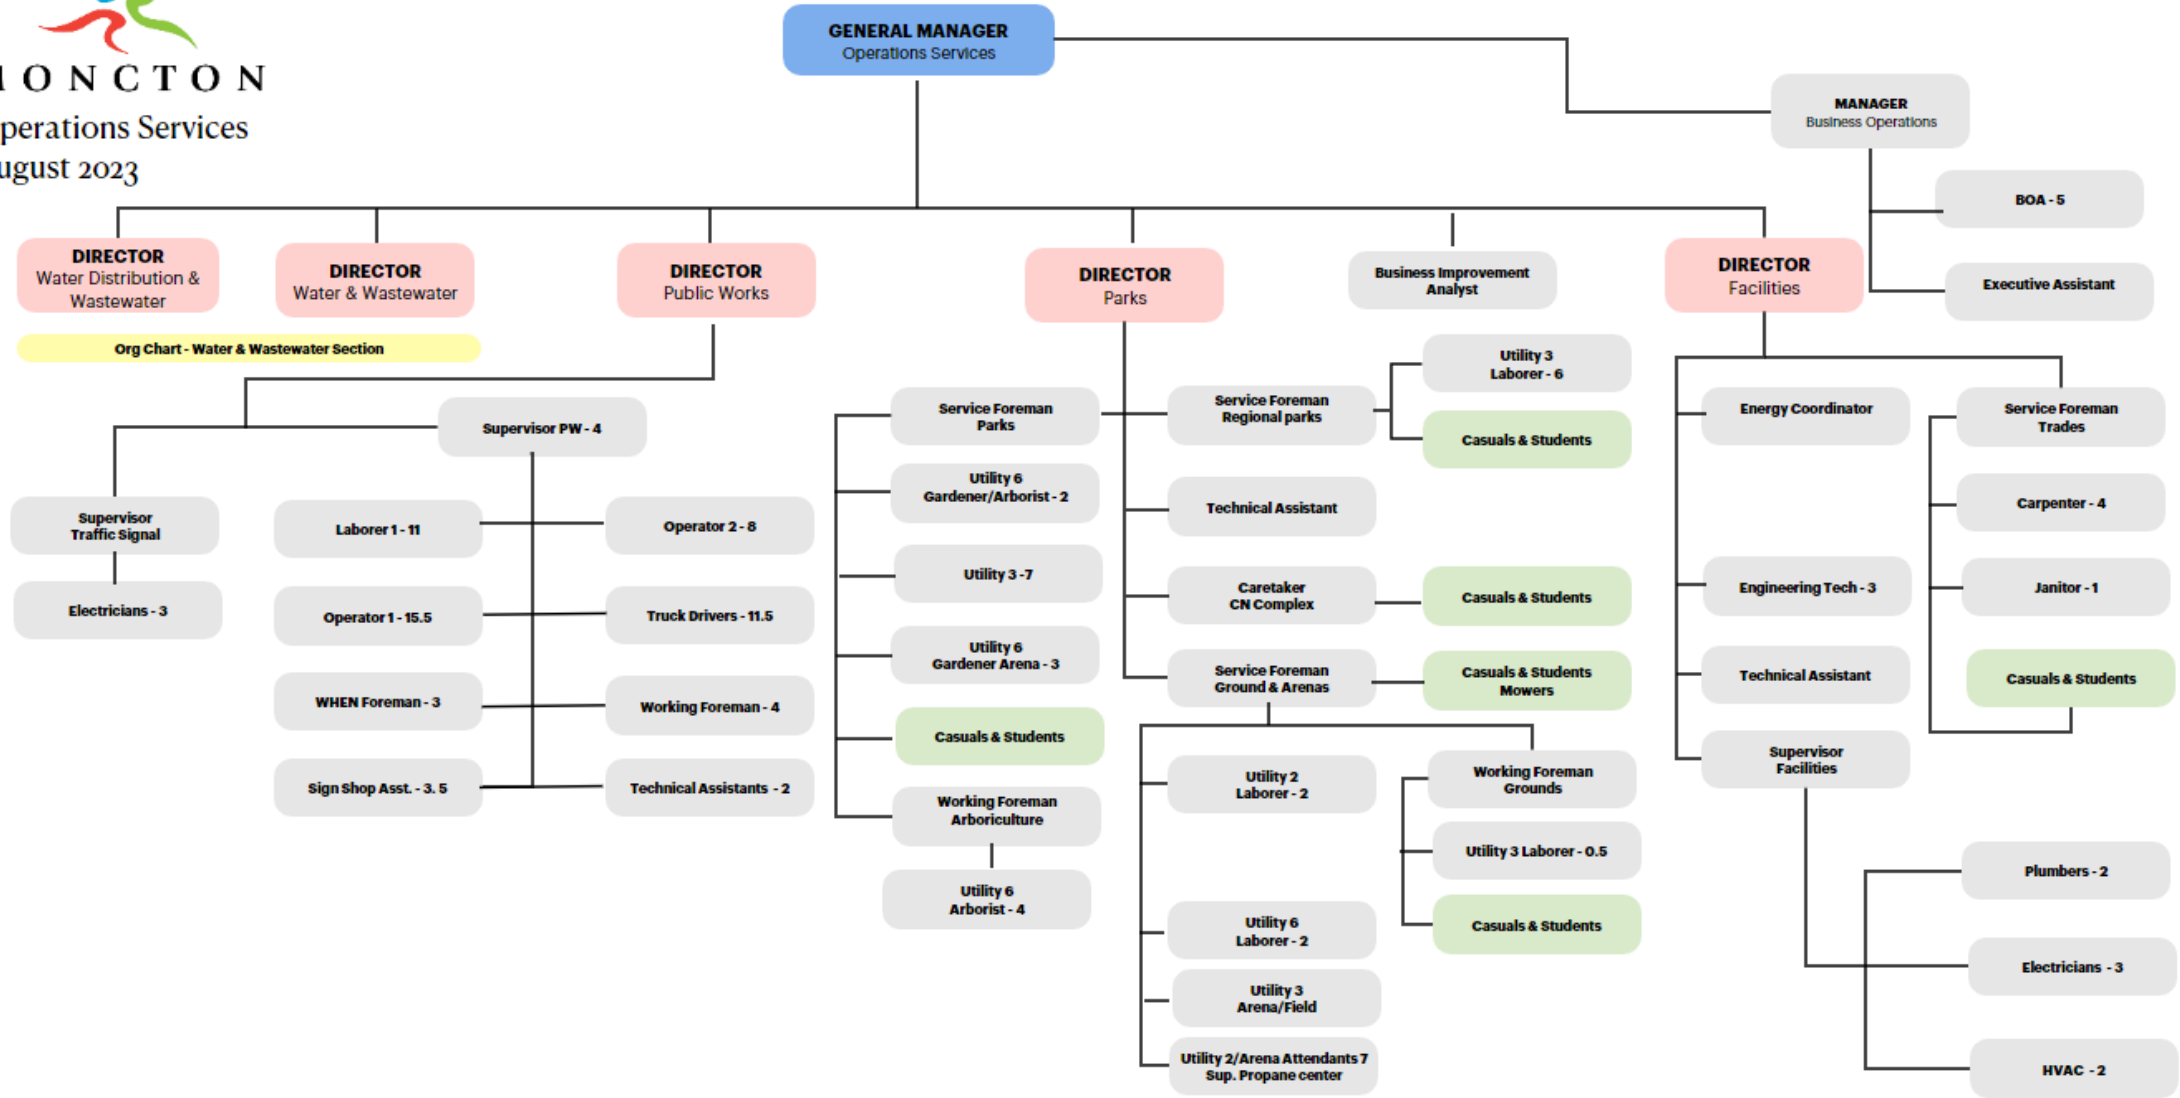 GENERAL MANAGER
Operations Services
ONCTON
perations Services
ugust 2023
MANAGER
Business Operations
BOA - 5
Executive Assistant
DIRECTOR
Water Distribution &
Wastewater
DIRECTOR
Water & Wastewater
DIRECTOR
Public Works
DIRECTOR
Parks
Business Improvement
Analyst
DIRECTOR
Facilities
Org Chart - Water & Wastewater Section
Supervisor PW - 4
Supervisor
Traffic Signal
Electricians - 3
Laborer 1 - 11
Operator 2 - 8
Operator 1 - 15.5
Truck Drivers - 11.5
WHEN Foreman - 3
Working Foreman - 4
Sign Shop Asst. - 3. 5
Technical Assistants - 2
Service Foreman
Parks
Utility 6
Gardener/Arborist - 2
Utility 3 -7
Utility 6
Gardener Arena - 3
Casuals & Students
Working Foreman
Arboriculture
Utility 6
Arborist - 4
Service Foreman
Regional parks
Utility 3
Laborer - 6
Casuals & Students
Technical Assistant
Caretaker
CN Complex
Casuals & Students
Service Foreman
Ground & Arenas
Casuals & Students
Mowers
Utility 2
Laborer - 2
Utility 6
Laborer - 2
Utility 3
Arena/Field
Utility 2/Arena Attendants 7
Sup. Propane center
Working Foreman
Grounds
Utility 3 Laborer - 0.5
Casuals & Students
Energy Coordinator
Engineering Tech - 3
Technical Assistant
Supervisor
Facilities
Service Foreman
Trades
Carpenter - 4
Janitor - 1
Casuals & Students
Plumbers - 2
Electricians - 3
HVAC - 2